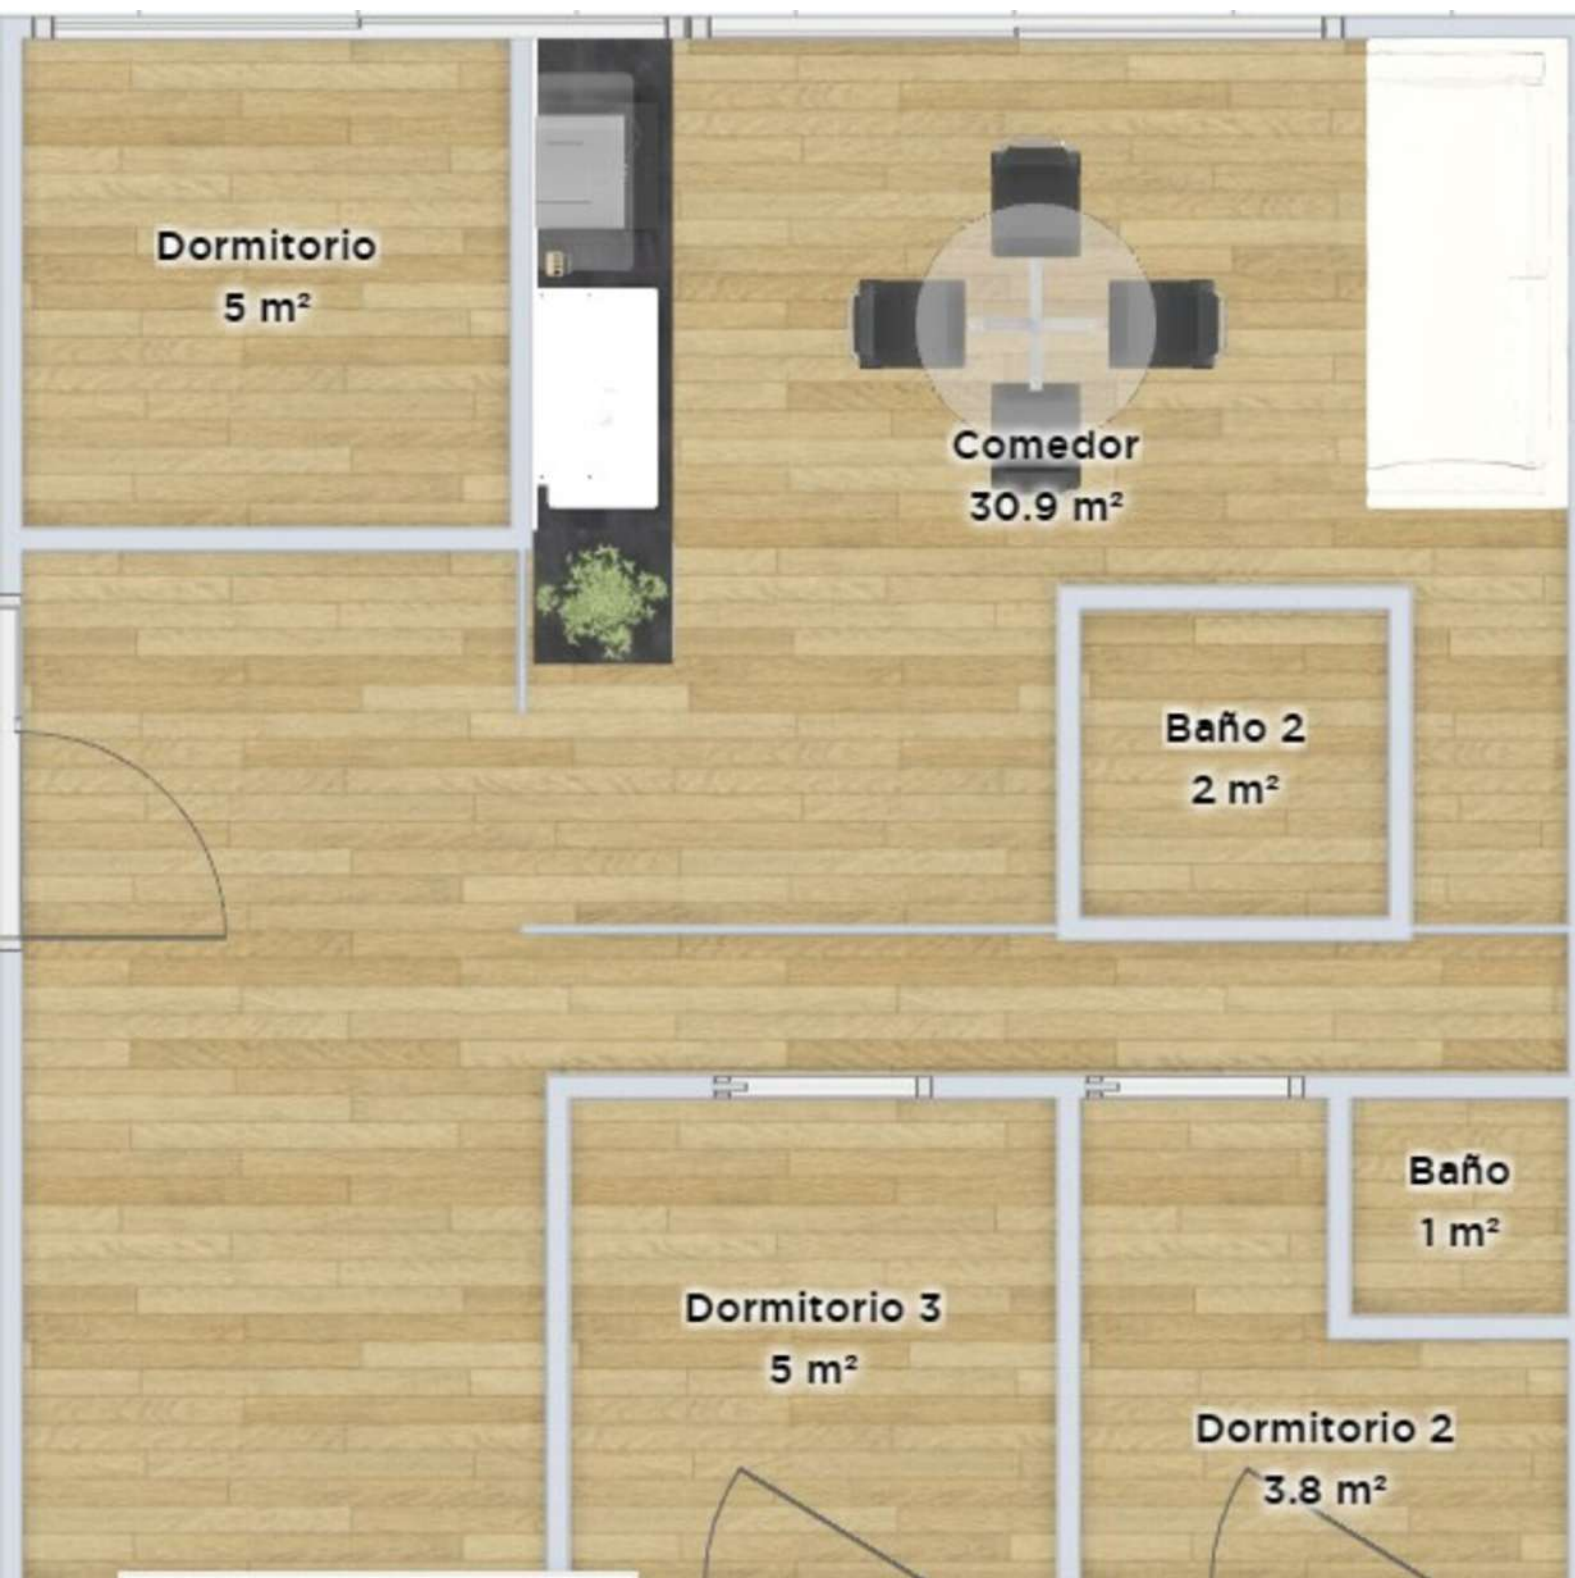 Dormitorio
5 m²
Comedor
30.9 m²
Baño 2
2 m²
Baño
1 m²
Dormitorio 3
5 m²
Dormitorio 2
3.8 m²